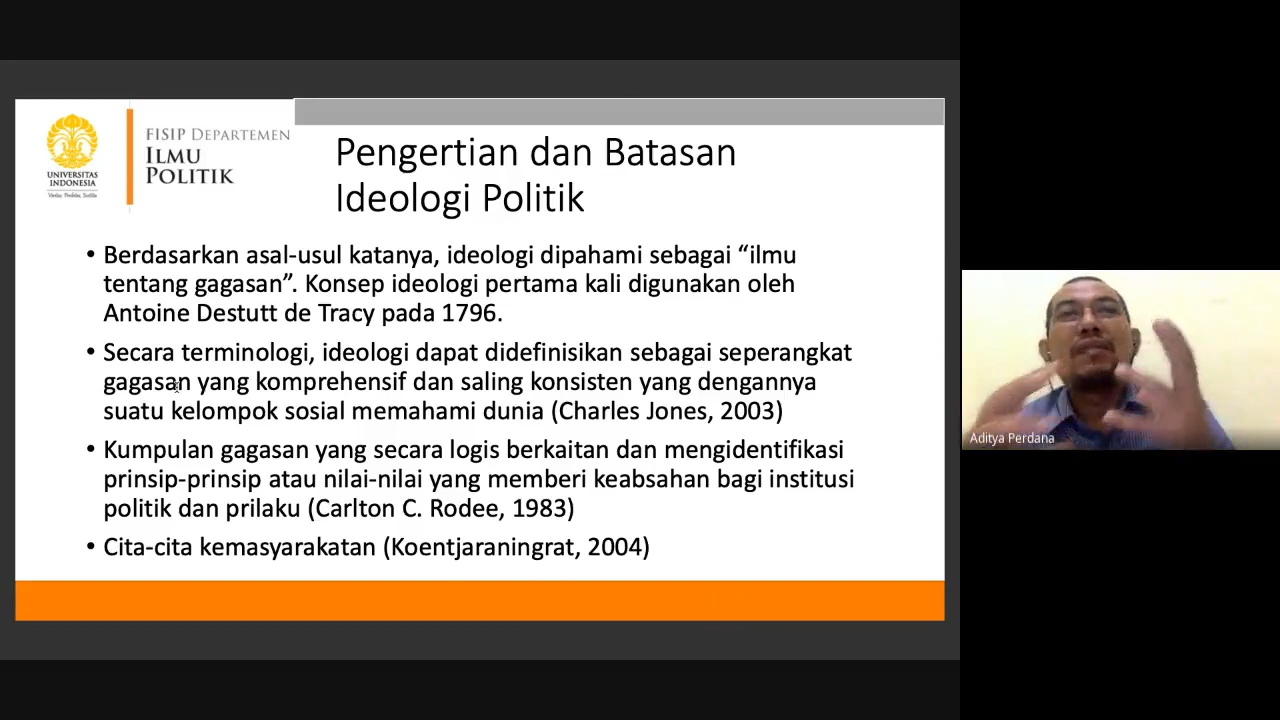 FISIP DEPARTEMEN
ILMU
POLITIK
UNIVERSITAS
INDONESIA
Veritas, Probitas, Iustitia
Pengertian dan Batasan
Ideologi Politik
• Berdasarkan asal-usul katanya, ideologi dipahami sebagai “ilmu
tentang gagasan”. Konsep ideologi pertama kali digunakan oleh
Antoine Destutt de Tracy pada 1796.
• Secara terminologi, ideologi dapat didefinisikan sebagai seperangkat
gagasan yang komprehensif dan saling konsisten yang dengannya
suatu kelompok sosial memahami dunia (Charles Jones, 2003)
• Kumpulan gagasan yang secara logis berkaitan dan mengidentifikasi
prinsip-prinsip atau nilai-nilai yang memberi keabsahan bagi institusi
politik dan prilaku (Carlton C. Rodee, 1983)
• Cita-cita kemasyarakatan (Koentjaraningrat, 2004)
Aditya Perdana